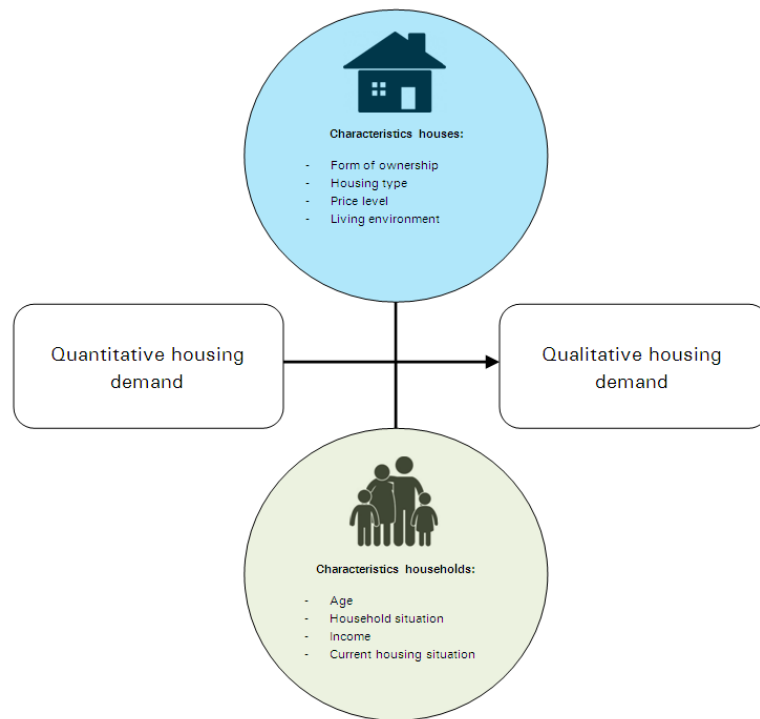 Characteristics houses:
- Form of ownership
- Housing type
- Price level
- Living environment
Quantitative housing
demand
Qualitative housing
demand
Characteristics households:
- Age
- Household situation
- Income
- Current housing situation